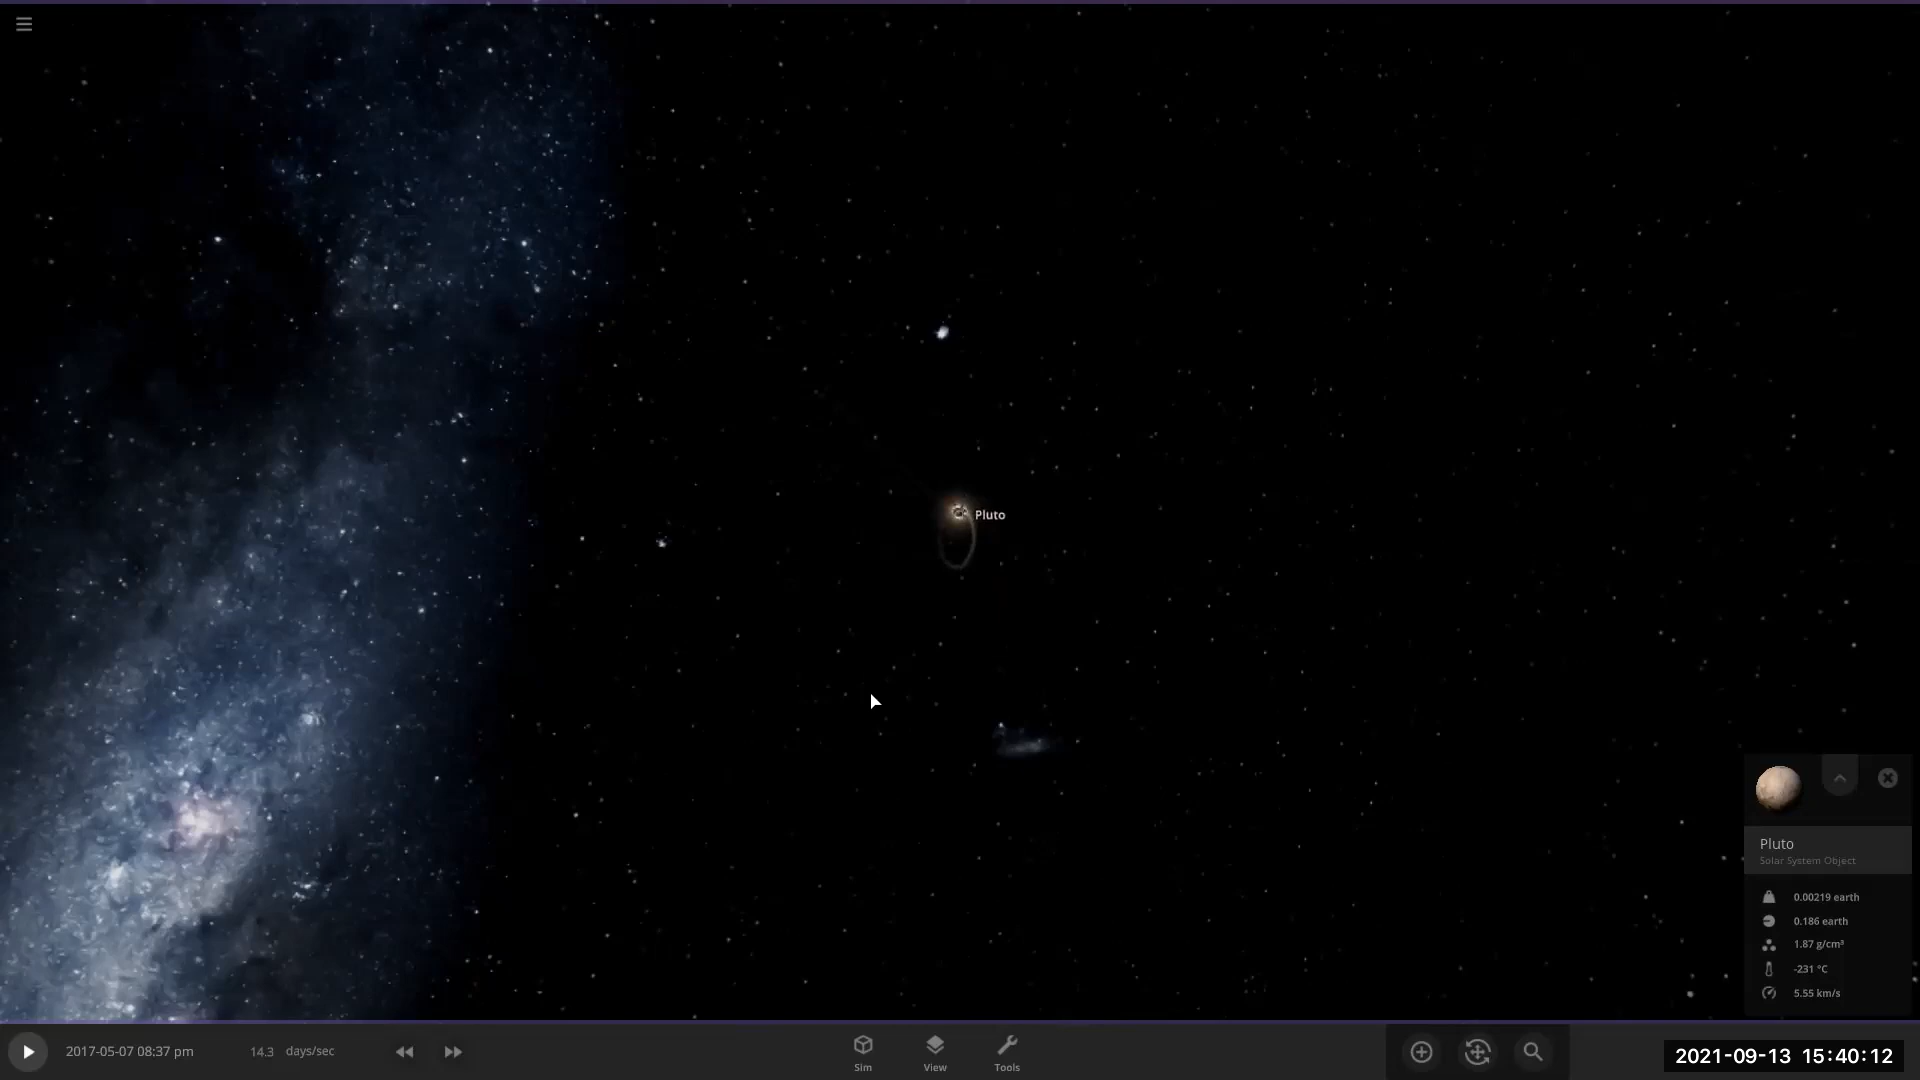 Pluto
Pluto
Solar System Object
0.00219 earth
0.186 earth
1.87 g/cm³
-231 °C
5.55 km/s
2017-05-07 08:37 pm
14.3 days/sec
Sim
View
Tools
2021-09-13 15:40:12